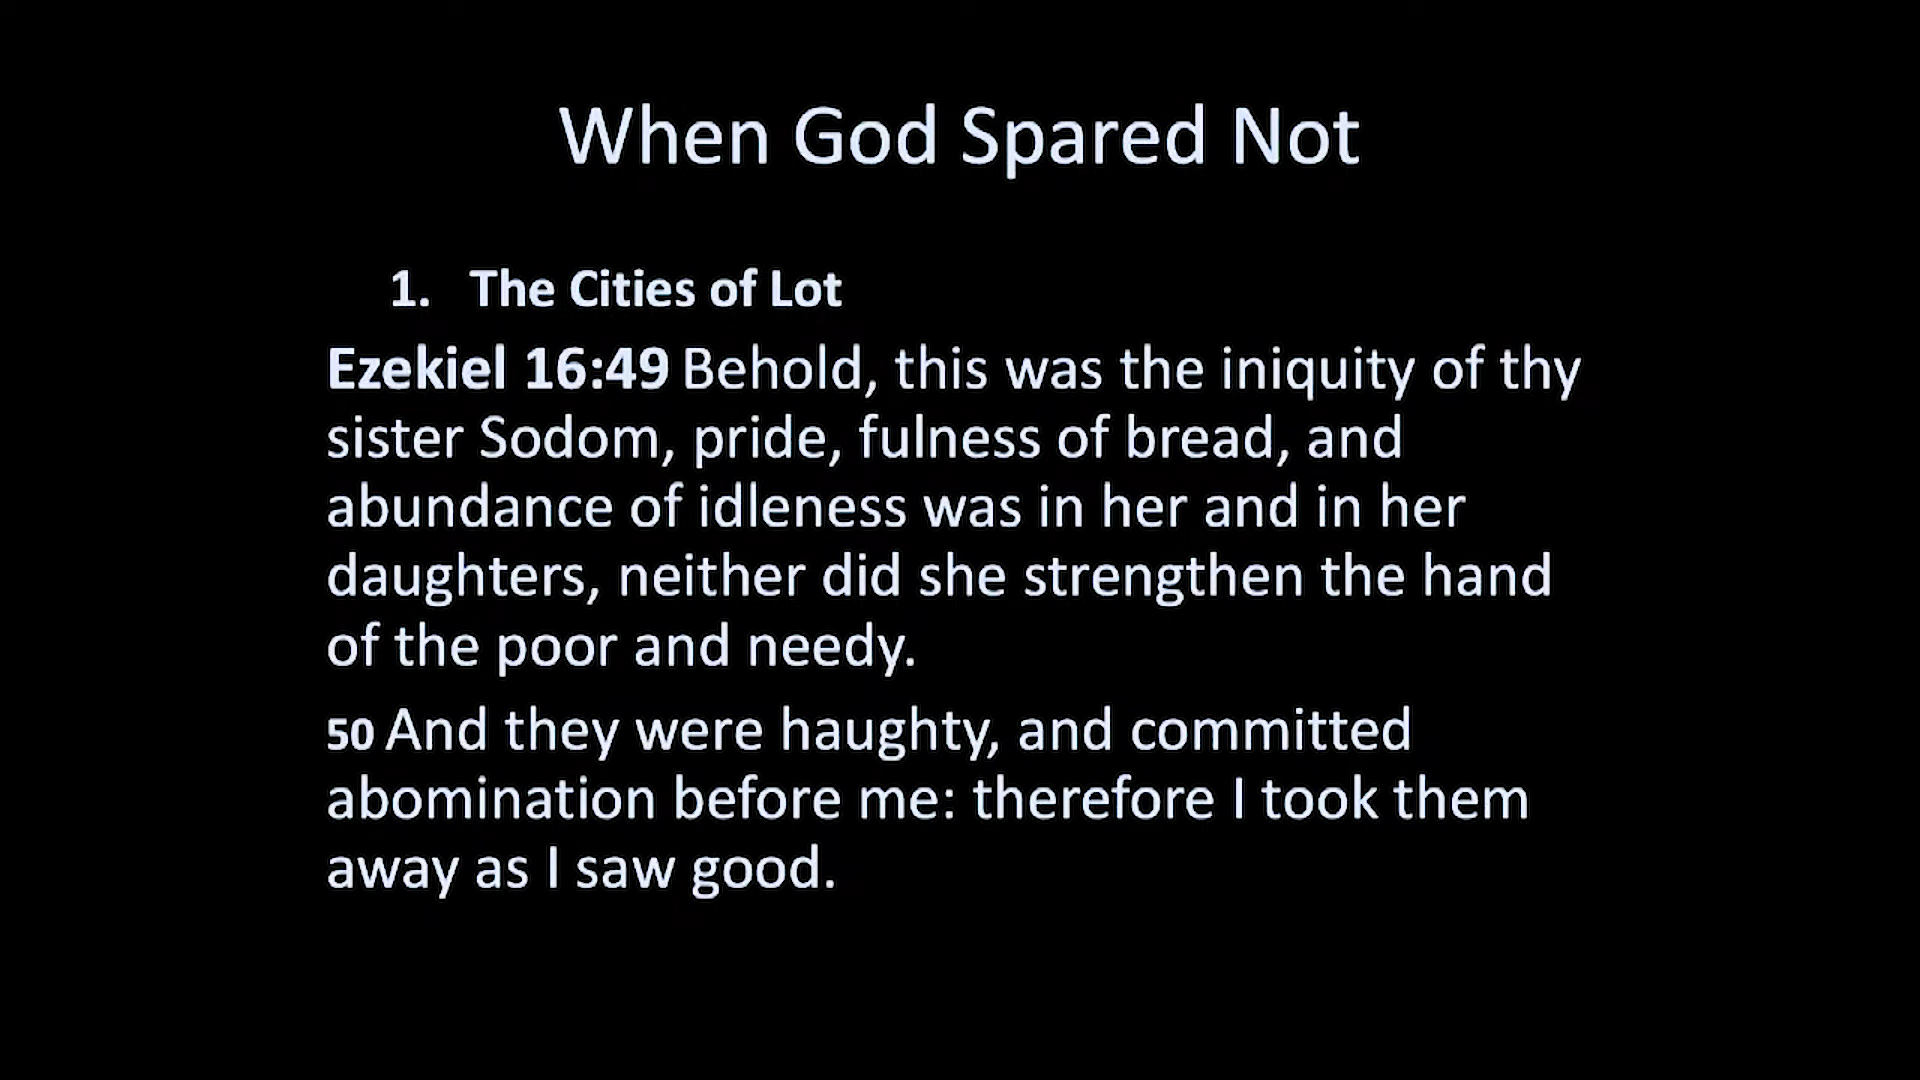 When God Spared Not
1. The Cities of Lot
Ezekiel 16:49 Behold, this was the iniquity of thy
sister Sodom, pride, fulness of bread, and
abundance of idleness was in her and in her
daughters, neither did she strengthen the hand
of the poor and needy.
50 And they were haughty, and committed
abomination before me: therefore I took them
away as I saw good.